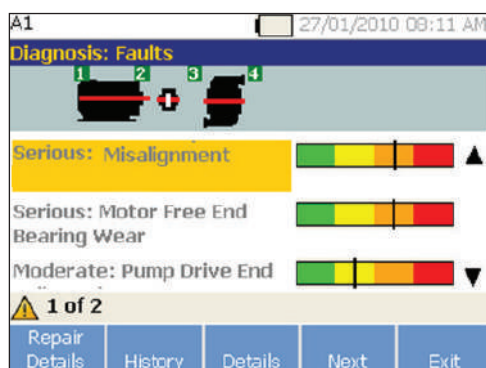 A1
27/01/2010 08:11 AM
Diagnosis: Faults
1 2 3 4
Serious: Misalignment
Serious: Motor Free End
Bearing Wear
Moderate: Pump Drive End
1 of 2
Repair
Details History Details Next Exit